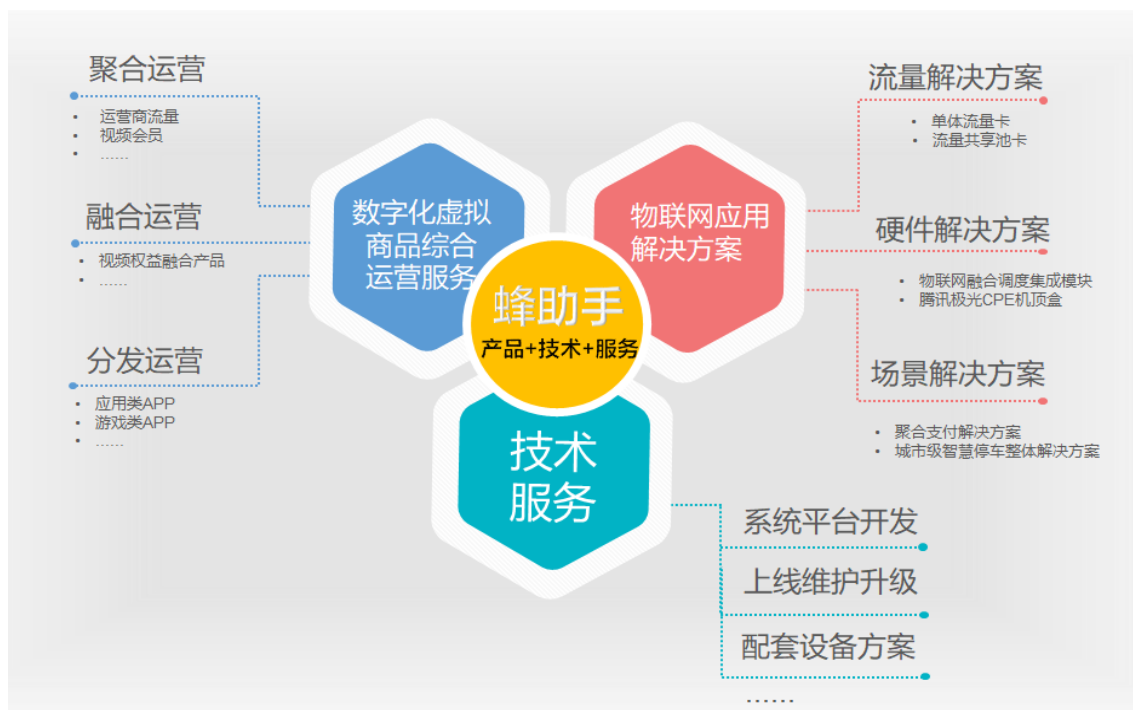 聚合运营
▪ 运营商流量
▪ 视频会员
▪ ……
融合运营
▪ 视频权益融合产品
▪ ……
分发运营
▪ 应用类APP
▪ 游戏类APP
▪ ……
数字化虚拟
商品综合
运营服务
物联网应用
解决方案
蜂助手
产品+技术+服务
技术
服务
流量解决方案
▪ 单体流量卡
▪ 流量共享池卡
硬件解决方案
▪ 物联网融合调度集成模块
▪ 腾讯极光CPE机顶盒
场景解决方案
▪ 聚合支付解决方案
▪ 城市级智慧停车整体解决方案
系统平台开发
上线维护升级
配套设备方案
……